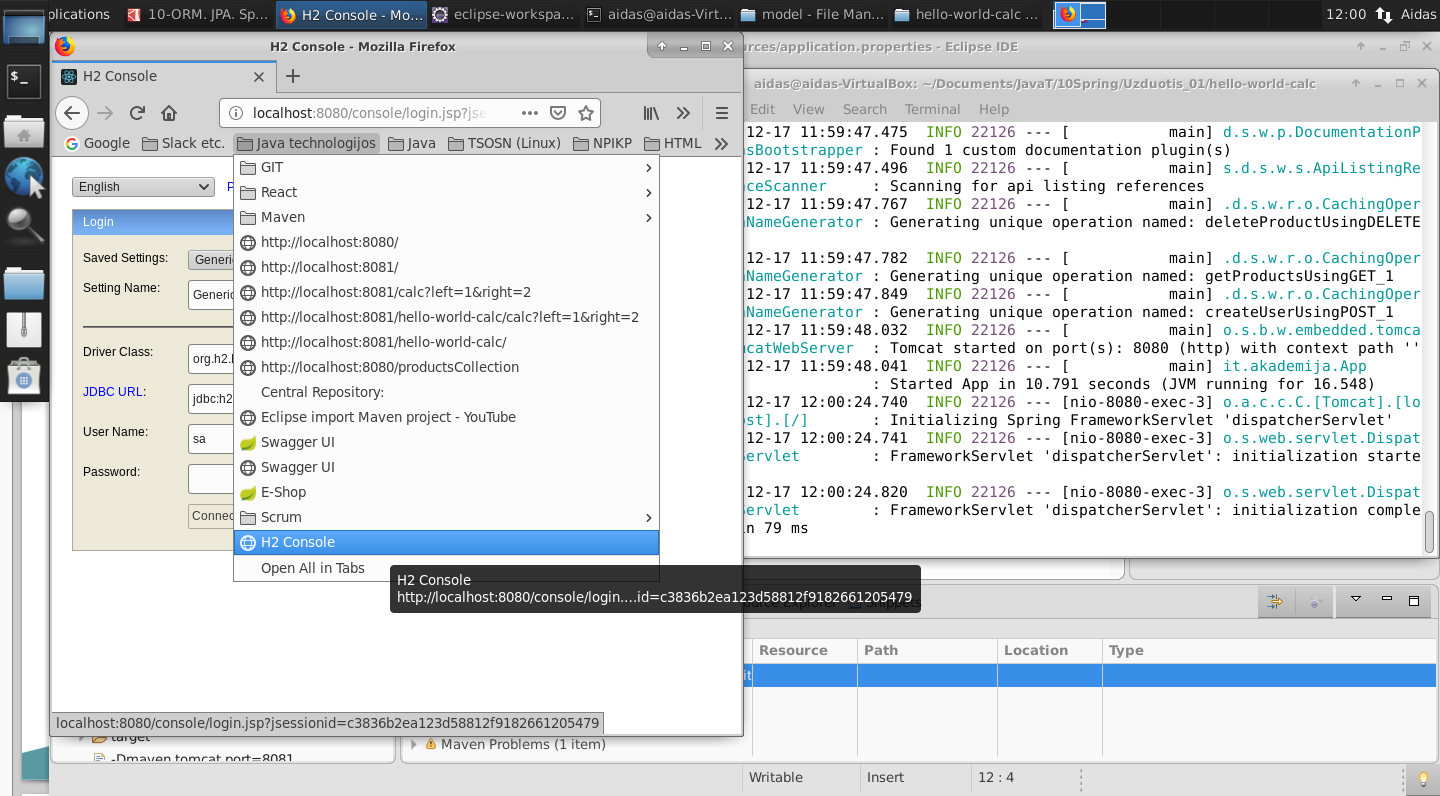 plications
10-ORM. JPA. Sp...
H2 Console - Mo...
eclipse-workspa...
aidas@aidas-Virt...
model - File Man...
hello-world-calc ...
12:00
Aidas
H2 Console - Mozilla Firefox
H2 Console
localhost:8080/console/login.jsp?jse
Google
Slack etc.
Java technologijos
Java
TSOSN (Linux)
NPIKP
HTML
English
P
Login
Saved Settings:
Generi
Setting Name:
Generic
Driver Class:
org.h2.
JDBC URL:
jdbc:h2
User Name:
sa
Password:
Connec
GIT
React
Maven
http://localhost:8080/
http://localhost:8081/
http://localhost:8081/calc?left=1&right=2
http://localhost:8081/hello-world-calc/calc?left=1&right=2
http://localhost:8081/hello-world-calc/
http://localhost:8080/productsCollection
Central Repository:
Eclipse import Maven project - YouTube
Swagger UI
Swagger UI
E-Shop
Scrum
H2 Console
Open All in Tabs
H2 Console
http://localhost:8080/console/login....id=c3836b2ea123d58812f9182661205479
localhost:8080/console/login.jsp?jsessionid=c3836b2ea123d58812f9182661205479
urces/application.properties - Eclipse IDE
aidas@aidas-VirtualBox: ~/Documents/JavaT/10Spring/Uzduotis_01/hello-world-calc
Edit View Search Terminal Help
12-17 11:59:47.475 INFO 22126 --- [ main] d.s.w.p.DocumentationP
sBootstrapper : Found 1 custom documentation plugin(s)
12-17 11:59:47.496 INFO 22126 --- [ main] s.d.s.w.s.ApiListingRe
ceScanner : Scanning for api listing references
12-17 11:59:47.767 INFO 22126 --- [ main] .d.s.w.r.o.CachingOper
NameGenerator : Generating unique operation named: deleteProductUsingDELETE
12-17 11:59:47.782 INFO 22126 --- [ main] .d.s.w.r.o.CachingOper
NameGenerator : Generating unique operation named: getProductsUsingGET_1
12-17 11:59:47.849 INFO 22126 --- [ main] .d.s.w.r.o.CachingOper
NameGenerator : Generating unique operation named: createUserUsingPOST_1
12-17 11:59:48.032 INFO 22126 --- [ main] o.s.b.w.embedded.tomca
catWebServer : Tomcat started on port(s): 8080 (http) with context path ''
12-17 11:59:48.041 INFO 22126 --- [ main] it.akademija.App
: Started App in 10.791 seconds (JVM running for 16.548)
12-17 12:00:24.740 INFO 22126 --- [nio-8080-exec-3] o.a.c.c.C.[Tomcat].[lo
ost].[/] : Initializing Spring FrameworkServlet 'dispatcherServlet'
12-17 12:00:24.741 INFO 22126 --- [nio-8080-exec-3] o.s.web.servlet.Dispat
ervlet : FrameworkServlet 'dispatcherServlet': initialization starte
12-17 12:00:24.820 INFO 22126 --- [nio-8080-exec-3] o.s.web.servlet.Dispat
ervlet : FrameworkServlet 'dispatcherServlet': initialization comple
n 79 ms
Resource Path Location Type
it
target
-Dmaven tomcat port=8081
Maven Problems (1 item)
Writable Insert 12 : 4